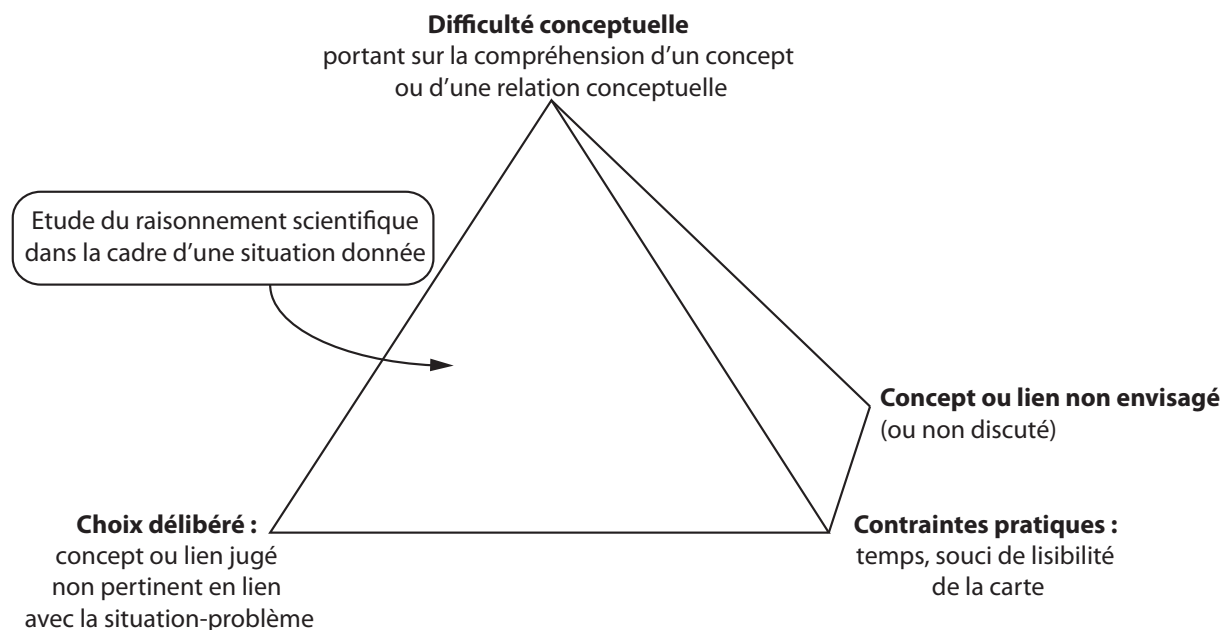 Difficulté conceptuelle
portant sur la compréhension d'un concept
ou d'une relation conceptuelle
Etude du raisonnement scientifique
dans la cadre d'une situation donnée
Concept ou lien non envisagé
(ou non discuté)
Choix délibéré :
concept ou lien jugé
non pertinent en lien
avec la situation-problème
Contraintes pratiques :
temps, souci de lisibilité
de la carte